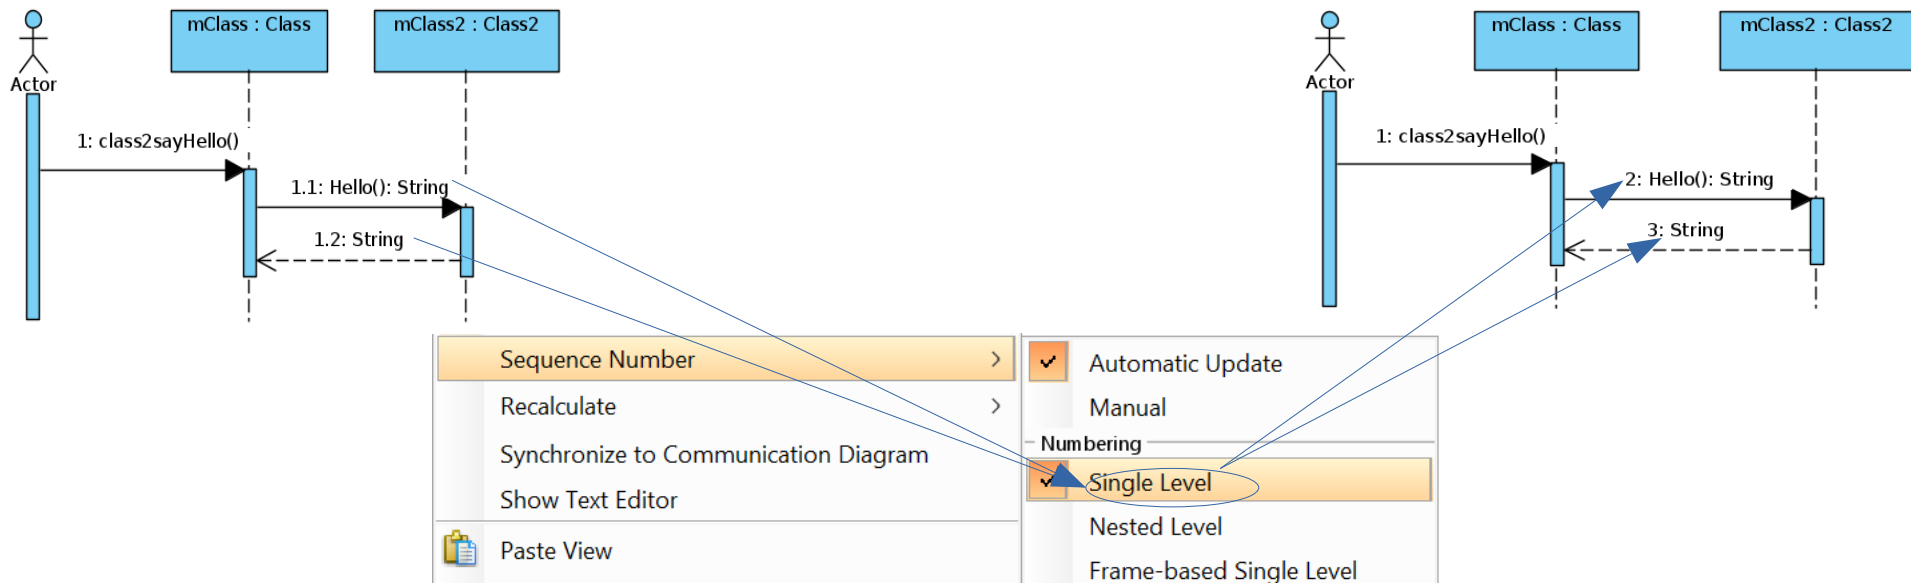 mClass : Class
mClass2 : Class2
Actor
1: class2sayHello()
1.1: Hello(): String
1.2: String
mClass : Class
mClass2 : Class2
Actor
1: class2sayHello()
2: Hello(): String
3: String
Sequence Number
Recalculate
Synchronize to Communication Diagram
Show Text Editor
Paste View
Automatic Update
Manual
Numbering
Single Level
Nested Level
Frame-based Single Level